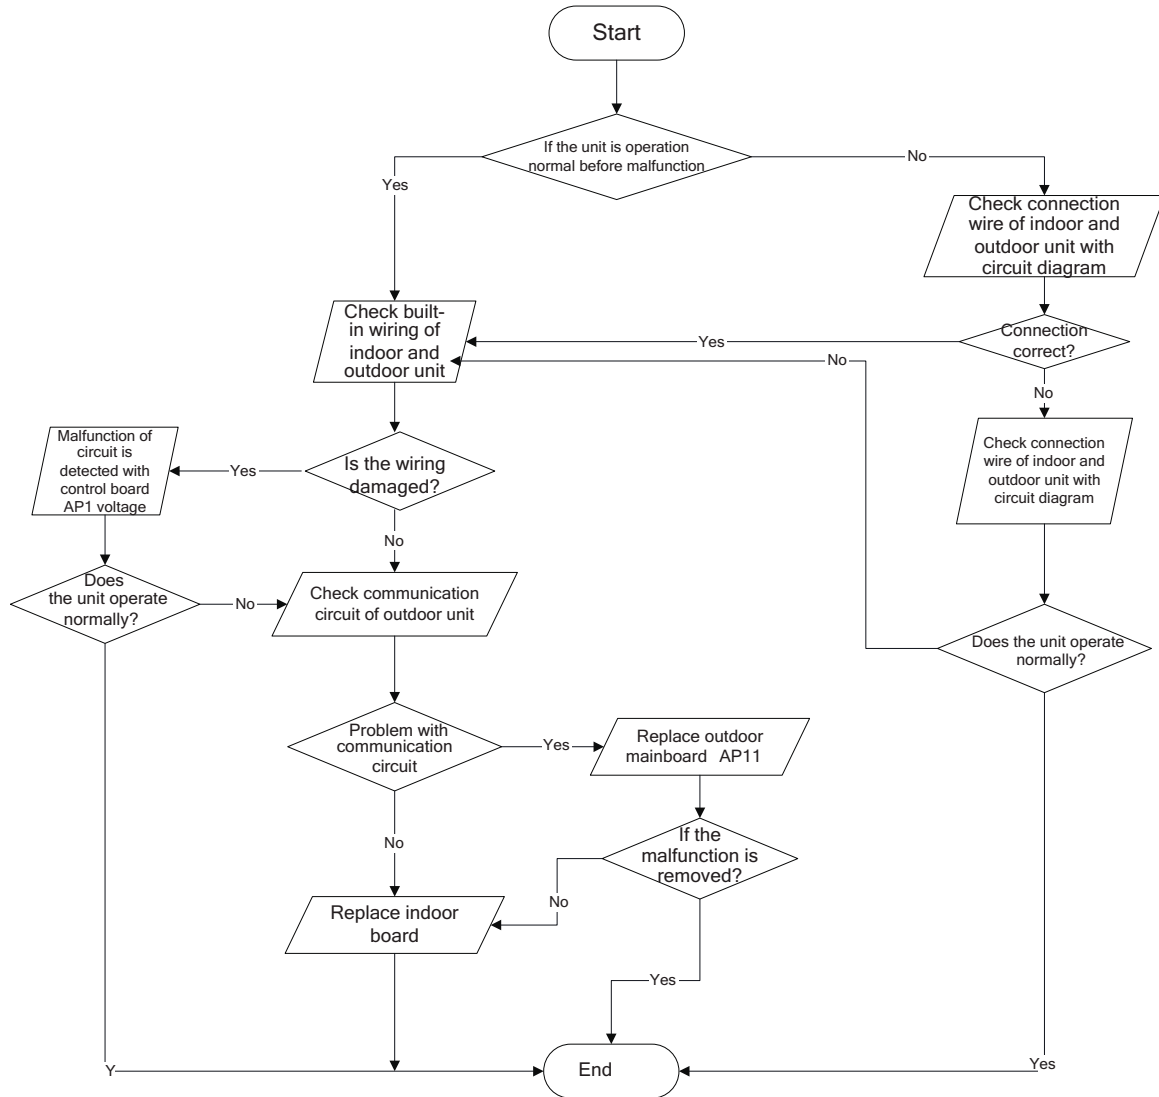 Start
If the unit is operation
normal before malfunction
No
Yes
Check connection
wire of indoor and
outdoor unit with
circuit diagram
Check built-
in wiring of
indoor and
outdoor unit
Yes
Connection
correct?
No
No
Malfunction of
circuit is
detected with
control board
AP1 voltage
Yes
Is the wiring
damaged?
Check connection
wire of indoor and
outdoor unit with
circuit diagram
No
Does
the unit operate
normally?
No
Check communication
circuit of outdoor unit
Does the unit operate
normally?
Problem with
communication
circuit
Yes
Replace outdoor
mainboard AP11
No
If the
malfunction is
removed?
No
Replace indoor
board
Yes
Y
End
Yes